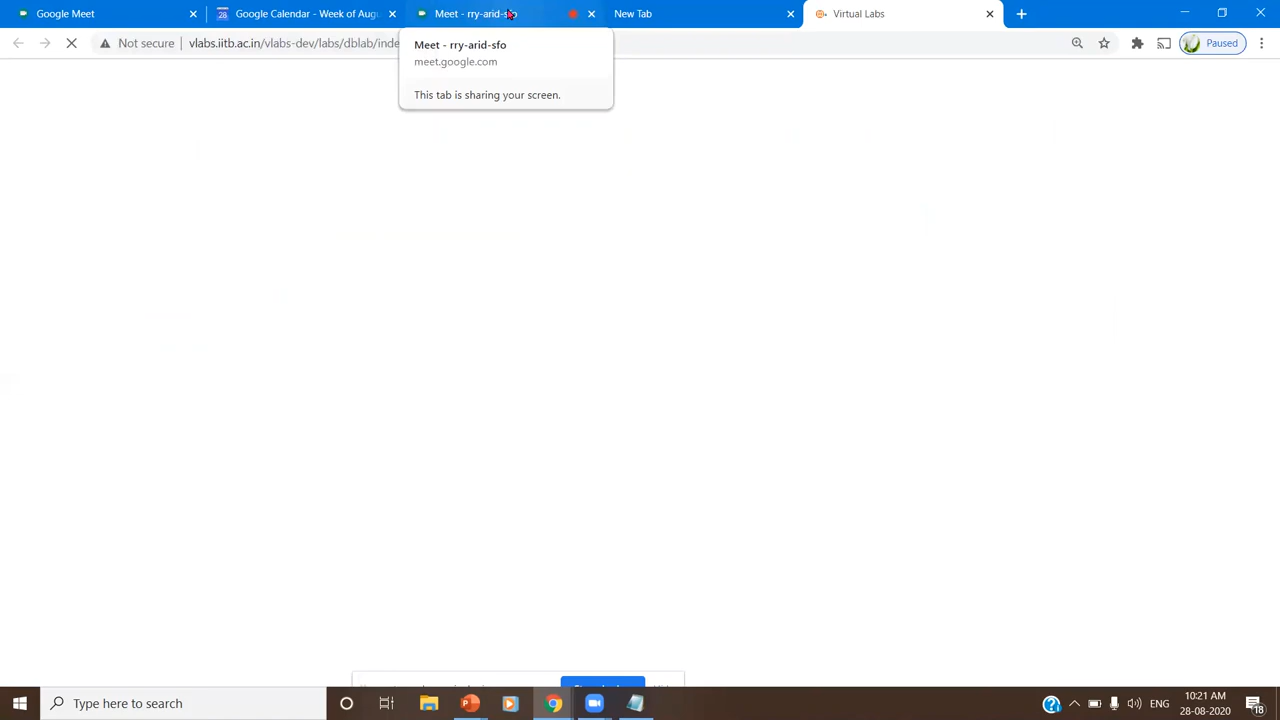 Google Meet
Google Calendar - Week of Augu
Meet - rry-arid-sfo
New Tab
Virtual Labs
Not secure
vlabs.iitb.ac.in/vlabs-dev/labs/dblab/inde
Paused
Meet - rry-arid-sfo
meet.google.com
This tab is sharing your screen.
Type here to search
ENG
10:21 AM
28-08-2020
18